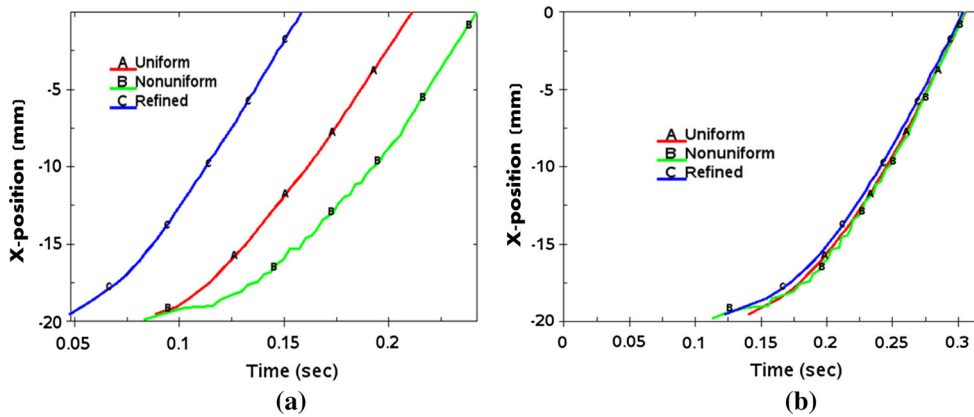 0
-5
-10
-15
-20
X-position (mm)
A Uniform
B Nonuniform
C Refined
C
C
C
C
C
A
A
A
A
B
B
B
B
B
B
0.05
0.1
0.15
0.2
Time (sec)
(a)
0
-5
-10
-15
-20
X-position (mm)
A Uniform
B Nonuniform
C Refined
C
C
C
C
C
A
A
A
A
B
B
B
B
B
B
0
0.05
0.1
0.15
0.2
0.25
0.3
Time (sec)
(b)